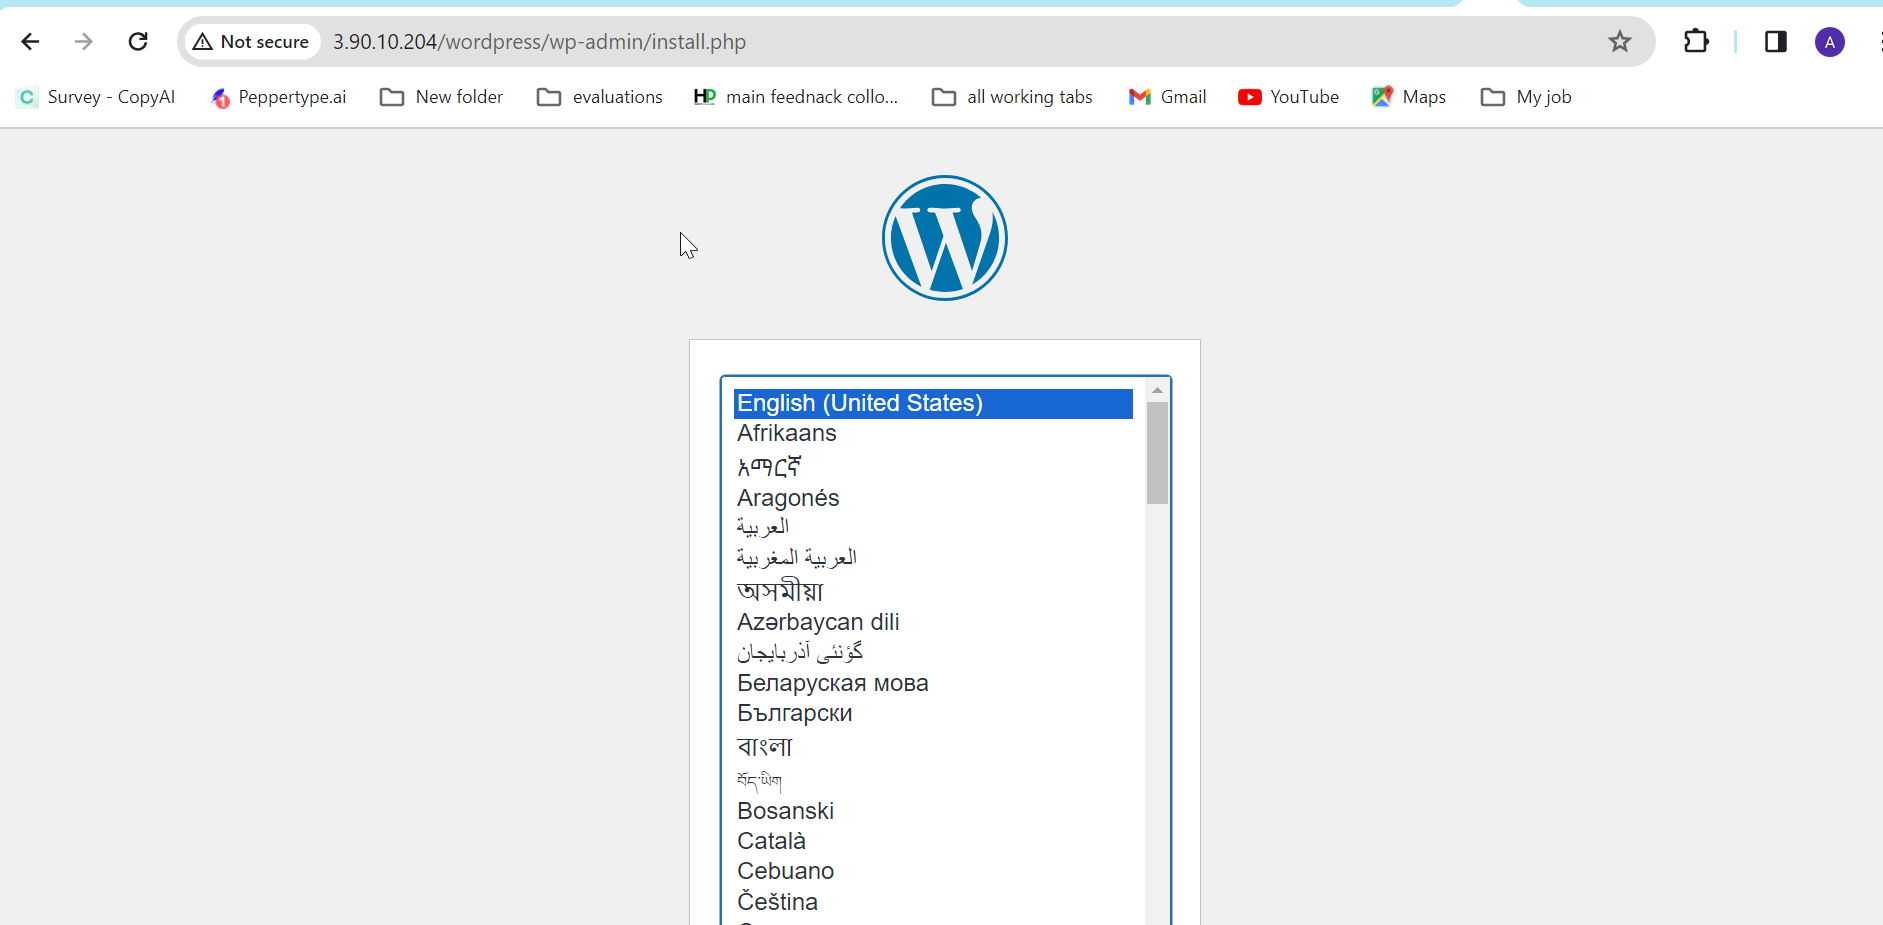 Not secure
3.90.10.204/wordpress/wp-admin/install.php
A
Survey - CopyAI
Peppertype.ai
New folder
evaluations
main feednack collo...
all working tabs
Gmail
YouTube
Maps
My job
English (United States)
Afrikaans
አማርኛ
Aragonés
العربية
العربية المغربية
অসমীয়া
Azərbaycan dili
گؤنئی آذربایجان
Беларуская мова
Български
বাংলা
བོད་ཡིག
Bosanski
Català
Cebuano
Čeština